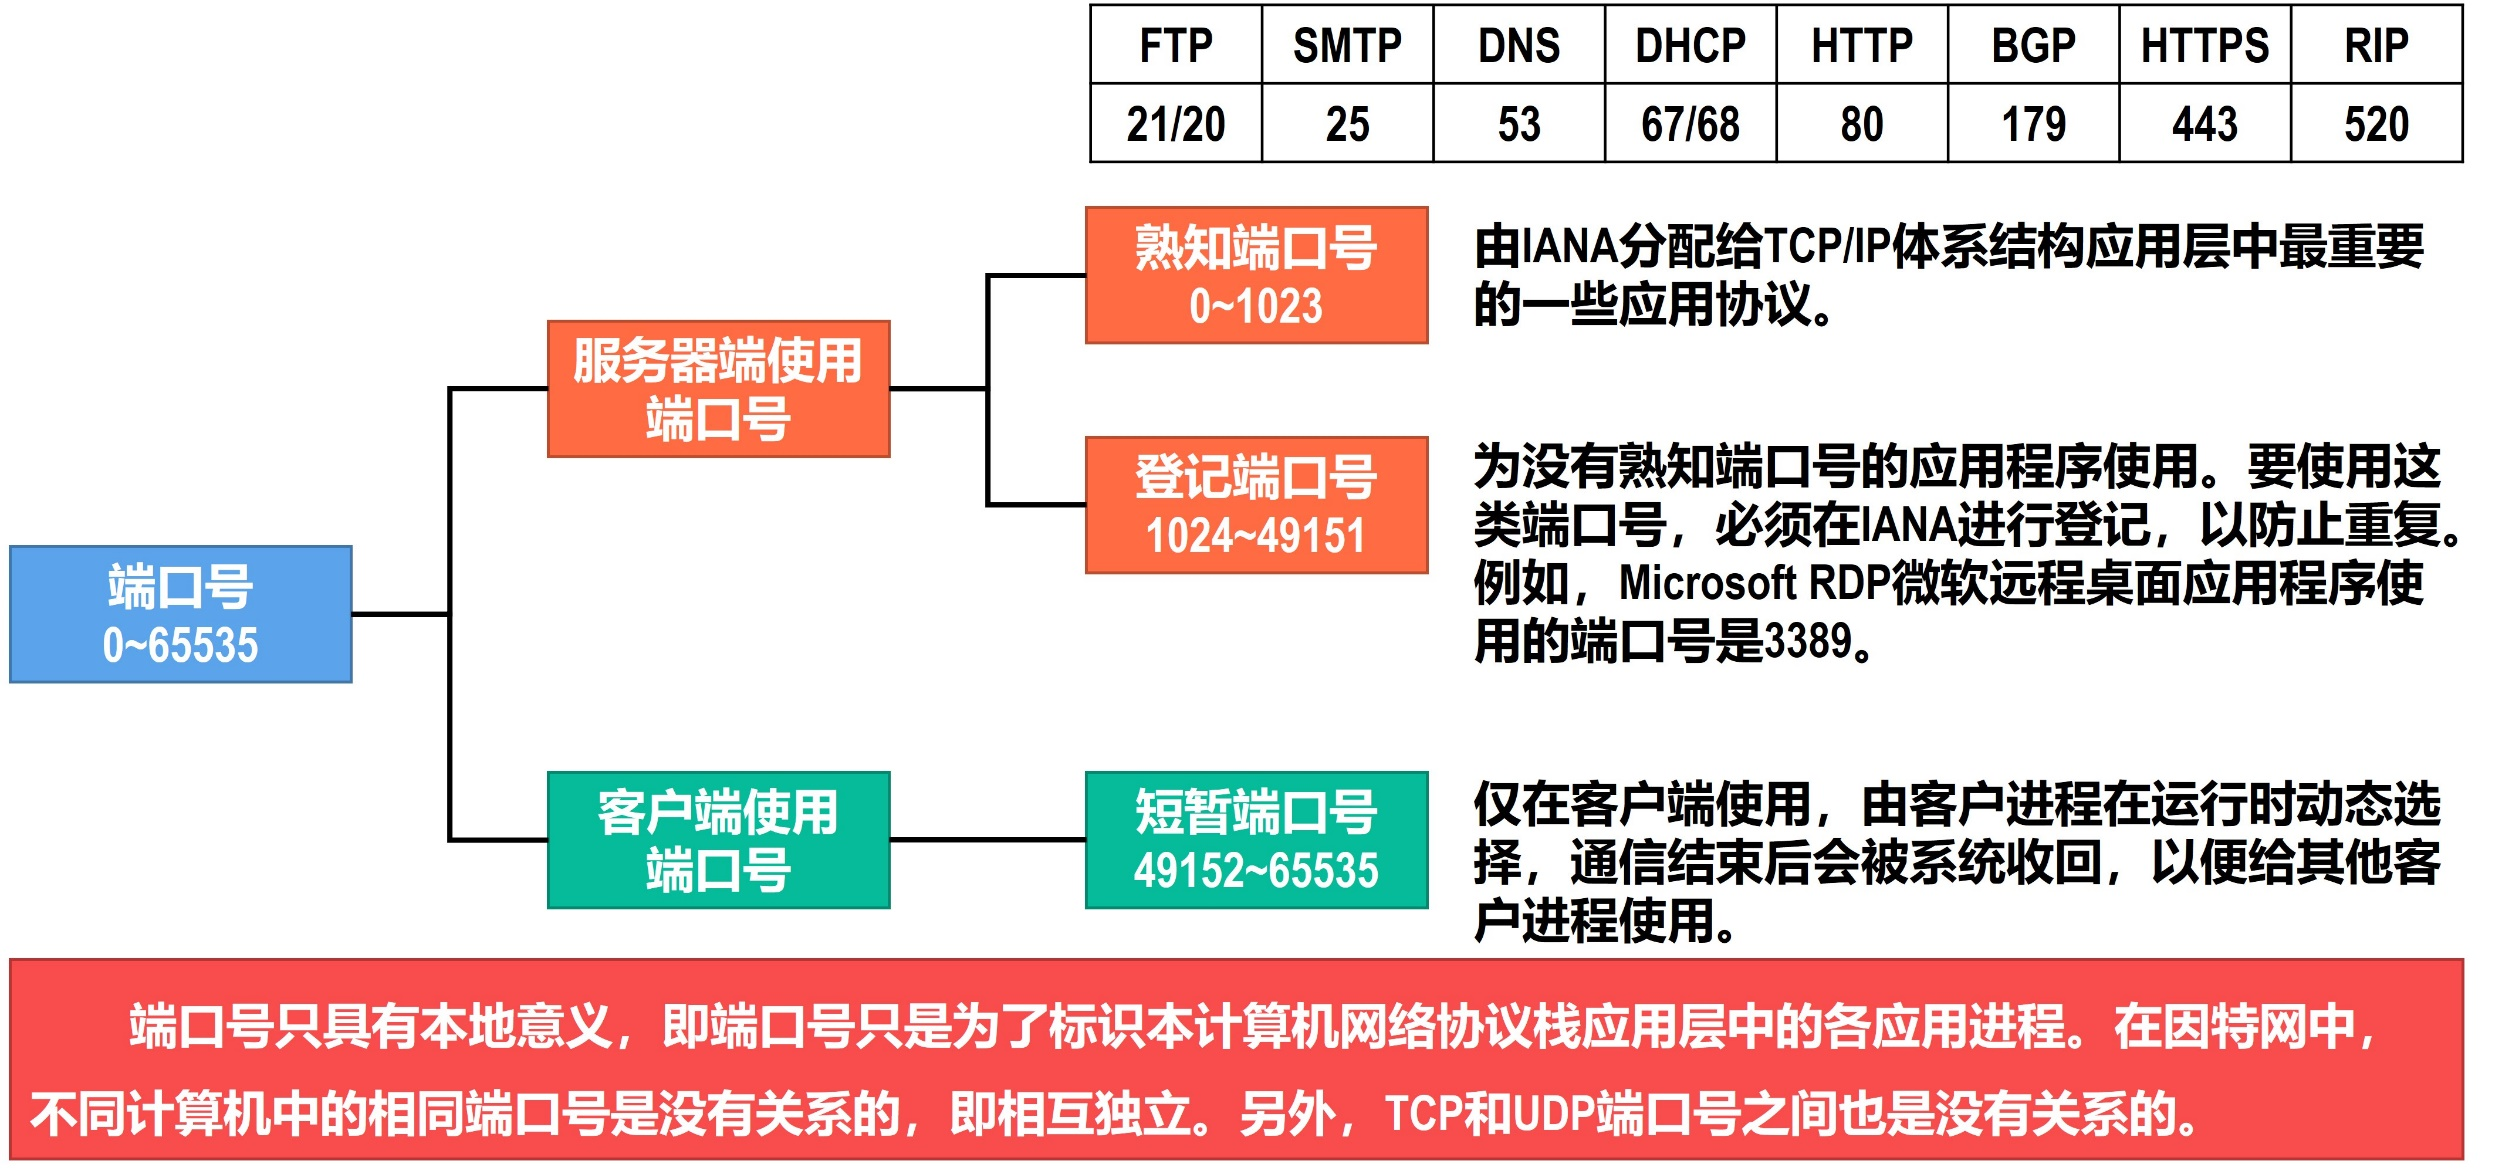 FTP SMTP DNS DHCP HTTP BGP HTTPS RIP
21/20 25 53 67/68 80 179 443 520
端口号
0~65535
服务器端使用
端口号
熟知端口号
0~1023
由IANA分配给TCP/IP体系结构应用层中最重要
的一些应用协议。
登记端口号
1024~49151
为没有熟知端口号的应用程序使用。要使用这
类端口号，必须在IANA进行登记，以防止重复。
例如，Microsoft RDP微软远程桌面应用程序使
用的端口号是3389。
客户端使用
端口号
短暂端口号
49152~65535
仅在客户端使用，由客户进程在运行时动态选
择，通信结束后会被系统收回，以便给其他客
户进程使用。
端口号只具有本地意义，即端口号只是为了标识本计算机网络协议栈应用层中的各应用进程。在因特网中，
不同计算机中的相同端口号是没有关系的，即相互独立。另外，TCP和UDP端口号之间也是没有关系的。